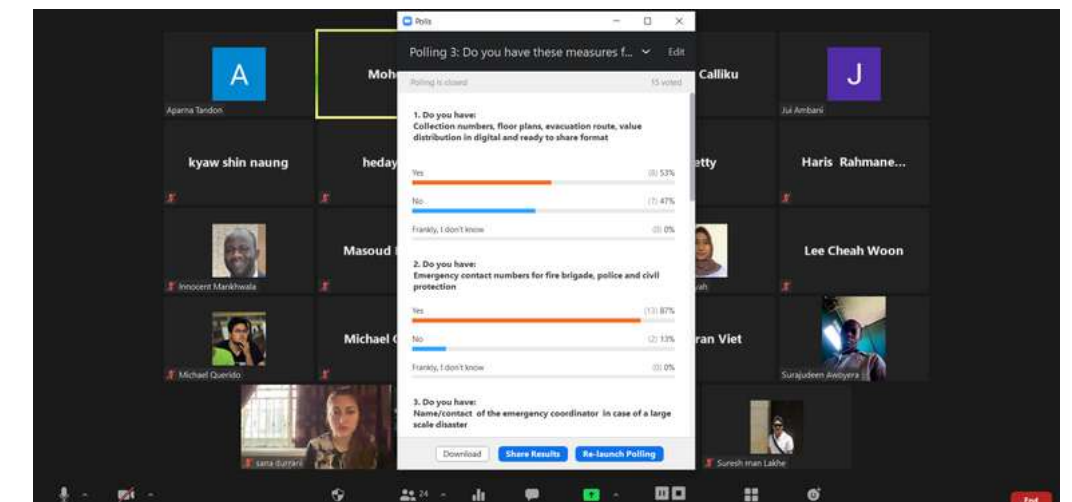 Polls
Polling 3: Do you have these measures f... Edit
Polling is closed 15 voted
1. Do you have:
Collection numbers, floor plans, evacuation route, value
distribution in digital and ready to share format
Yes (8) 53%
No (7) 47%
Frankly, I don't know (0) 0%
2. Do you have:
Emergency contact numbers for fire brigade, police and civil
protection
Yes (13) 87%
No (2) 13%
Frankly, I don't know (0) 0%
3. Do you have:
Name/contact of the emergency coordinator in case of a large
scale disaster
Download Share Results Re-launch Polling
A
Aparna Tandon
Moh
Calliku
J
Jui Ambani
kyaw shin naung
heday
etty
Haris Rahmane...
Innocent Mankhwala
Masoud
yah
Lee Cheah Woon
Michael Querido
Michael
ran Viet
Surajudeen Awoyera
sana durrani
Suresh man Lakhe
24
End